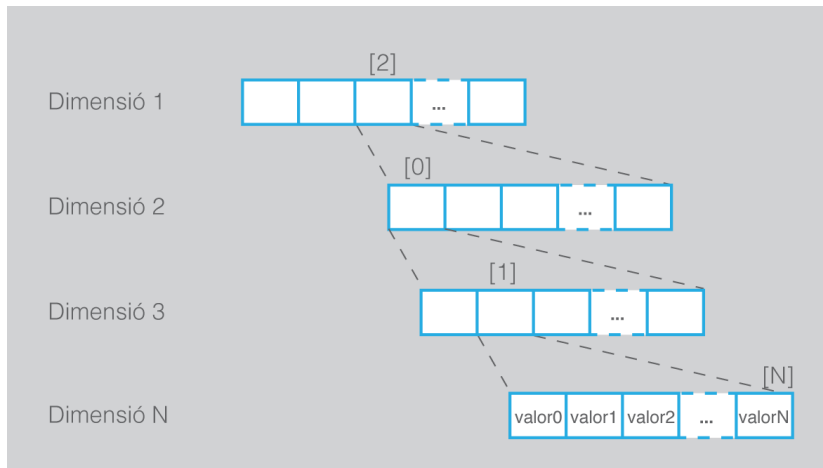 [2]
Dimensió 1
...
[0]
Dimensió 2
...
[1]
Dimensió 3
...
[N]
Dimensió N
valor0 valor1 valor2 ... valorN